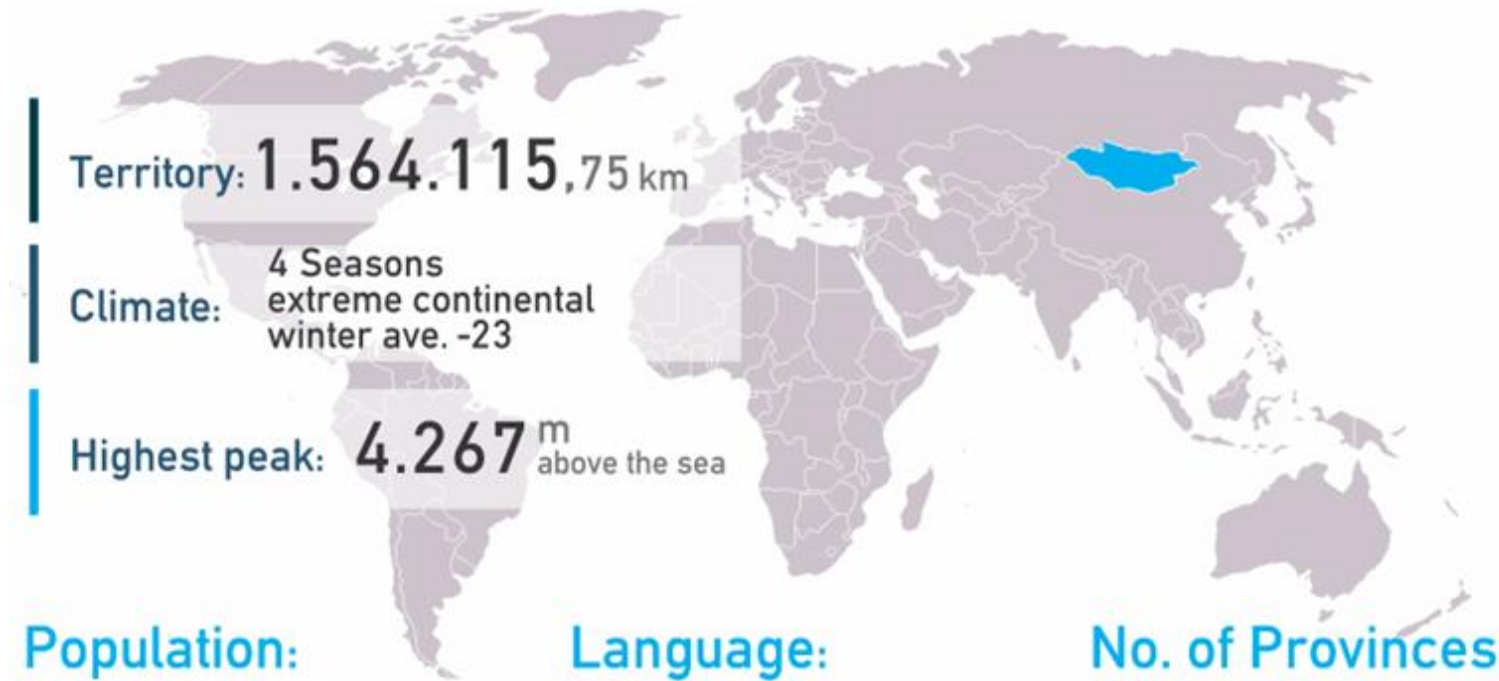 Territory: 1.564.115,75 km
4 Seasons
Climate: extreme continental
winter ave. -23
Highest peak: 4.267 m
above the sea
Population: Language: No. of Provinces